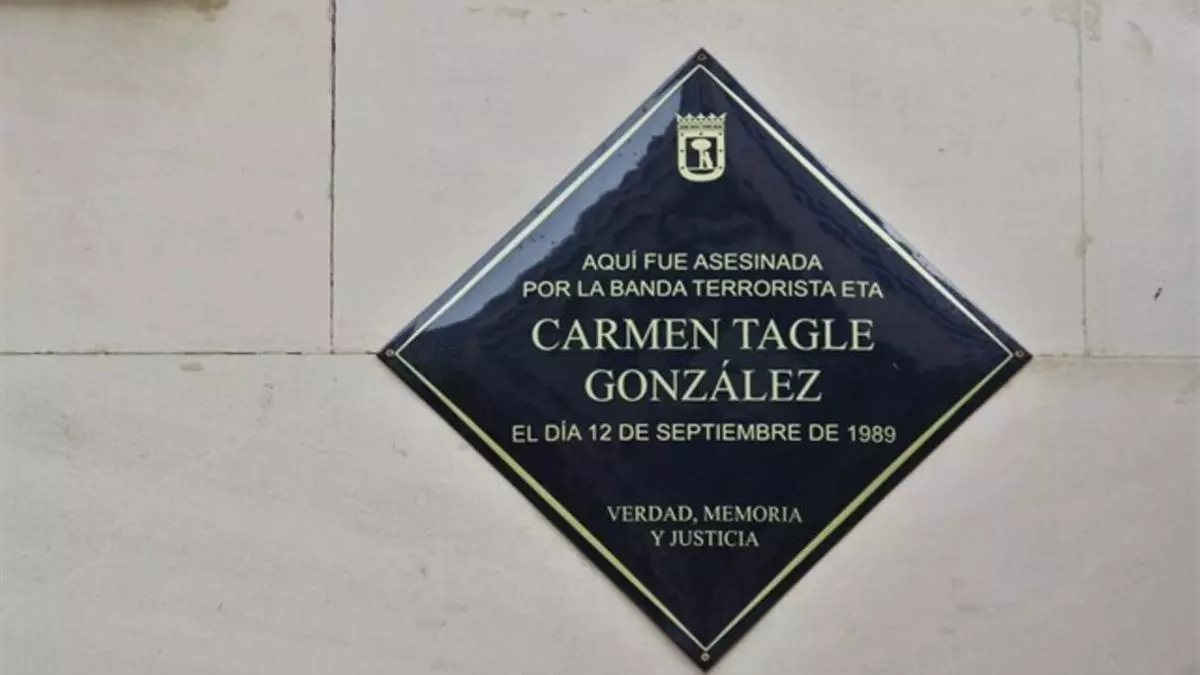 AQUÍ FUE ASESINADA
POR LA BANDA TERRORISTA ETA
CARMEN TAGLE
GONZÁLEZ
EL DÍA 12 DE SEPTIEMBRE DE 1989
VERDAD, MEMORIA
Y JUSTICIA